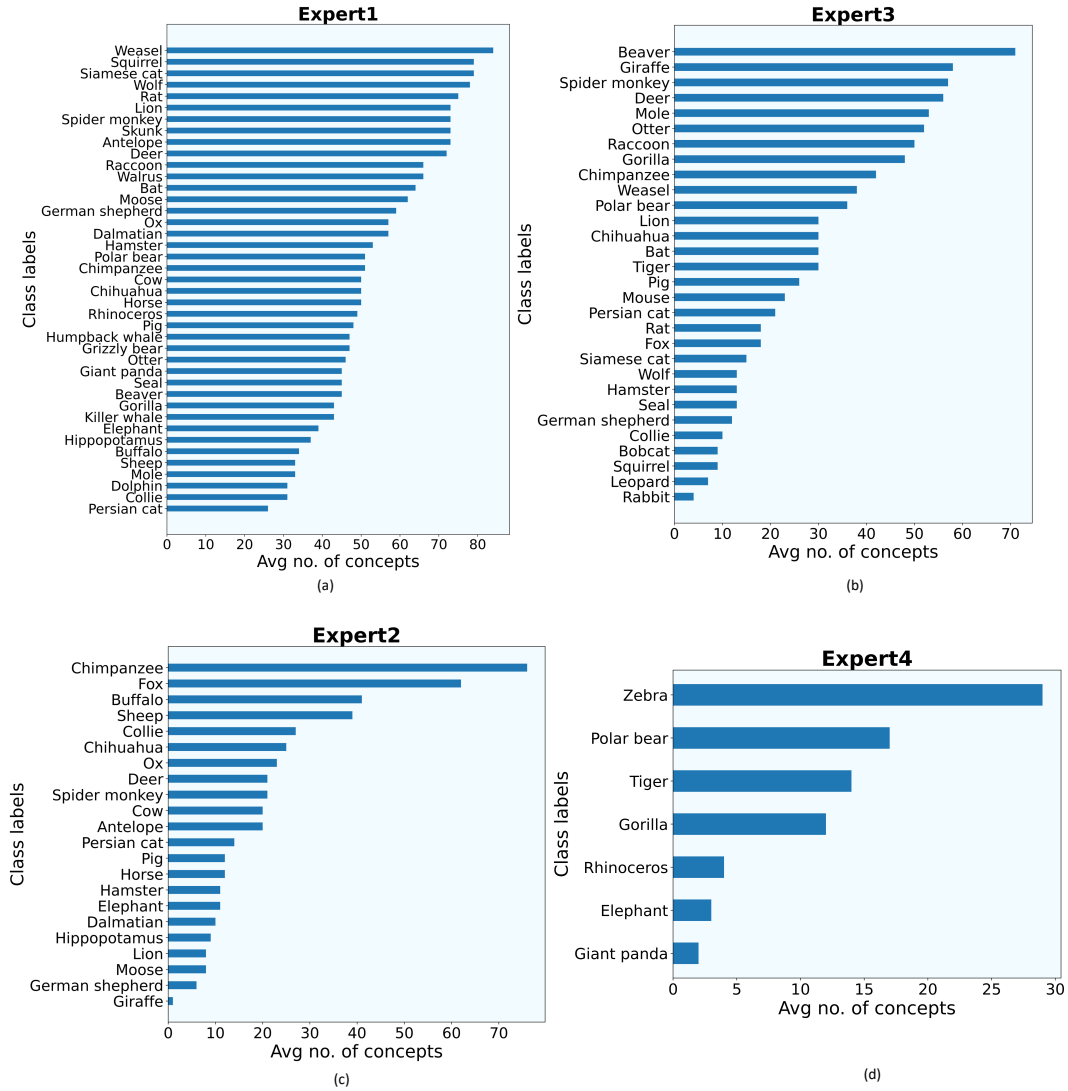 Expert1
Class labels
Weasel
Squirrel
Siamese cat
Wolf
Rat
Lion
Spider monkey
Skunk
Antelope
Deer
Raccoon
Walrus
Bat
Moose
German shepherd
Ox
Dalmatian
Hamster
Polar bear
Chimpanzee
Cow
Chihuahua
Horse
Rhinoceros
Pig
Humpback whale
Grizzly bear
Otter
Giant panda
Seal
Beaver
Gorilla
Killer whale
Elephant
Hippopotamus
Buffalo
Sheep
Mole
Dolphin
Collie
Persian cat
0 10 20 30 40 50 60 70 80
Avg no. of concepts
(a)
Expert3
Class labels
Beaver
Giraffe
Spider monkey
Deer
Mole
Otter
Raccoon
Gorilla
Chimpanzee
Weasel
Polar bear
Lion
Chihuahua
Bat
Tiger
Pig
Mouse
Persian cat
Rat
Fox
Siamese cat
Wolf
Hamster
Seal
German shepherd
Collie
Bobcat
Squirrel
Leopard
Rabbit
0 10 20 30 40 50 60 70
Avg no. of concepts
(b)
Expert2
Class labels
Chimpanzee
Fox
Buffalo
Sheep
Collie
Chihuahua
Ox
Deer
Spider monkey
Cow
Antelope
Persian cat
Pig
Horse
Hamster
Elephant
Dalmatian
Hippopotamus
Lion
Moose
German shepherd
Giraffe
0 10 20 30 40 50 60 70
Avg no. of concepts
(c)
Expert4
Class labels
Zebra
Polar bear
Tiger
Gorilla
Rhinoceros
Elephant
Giant panda
0 5 10 15 20 25 30
Avg no. of concepts
(d)